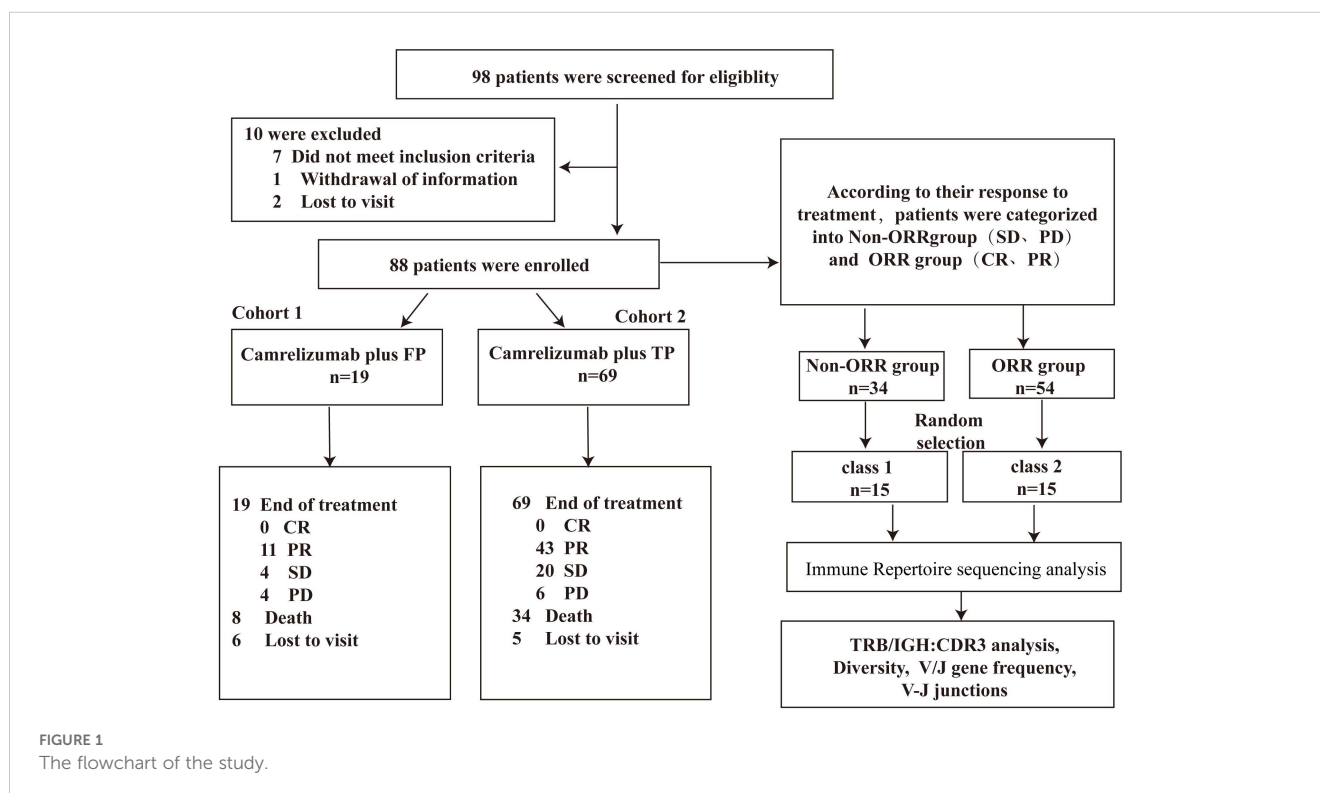 98 patients were screened for eligiblity
10 were excluded
7 Did not meet inclusion criteria
1 Withdrawal of information
2 Lost to visit
88 patients were enrolled
According to their response to
treatment，patients were categorized
into Non-ORRgroup（SD、PD）
and ORR group（CR、PR）
Cohort 1
Camrelizumab plus FP
n=19
Cohort 2
Camrelizumab plus TP
n=69
Non-ORR group
n=34
ORR group
n=54
Random
selection
class 1
n=15
class 2
n=15
19 End of treatment
0 CR
11 PR
4 SD
4 PD
8 Death
6 Lost to visit
69 End of treatment
0 CR
43 PR
20 SD
6 PD
34 Death
5 Lost to visit
Immune Repertoire sequencing analysis
TRB/IGH:CDR3 analysis,
Diversity, V/J gene frequency,
V-J junctions
FIGURE 1
The flowchart of the study.